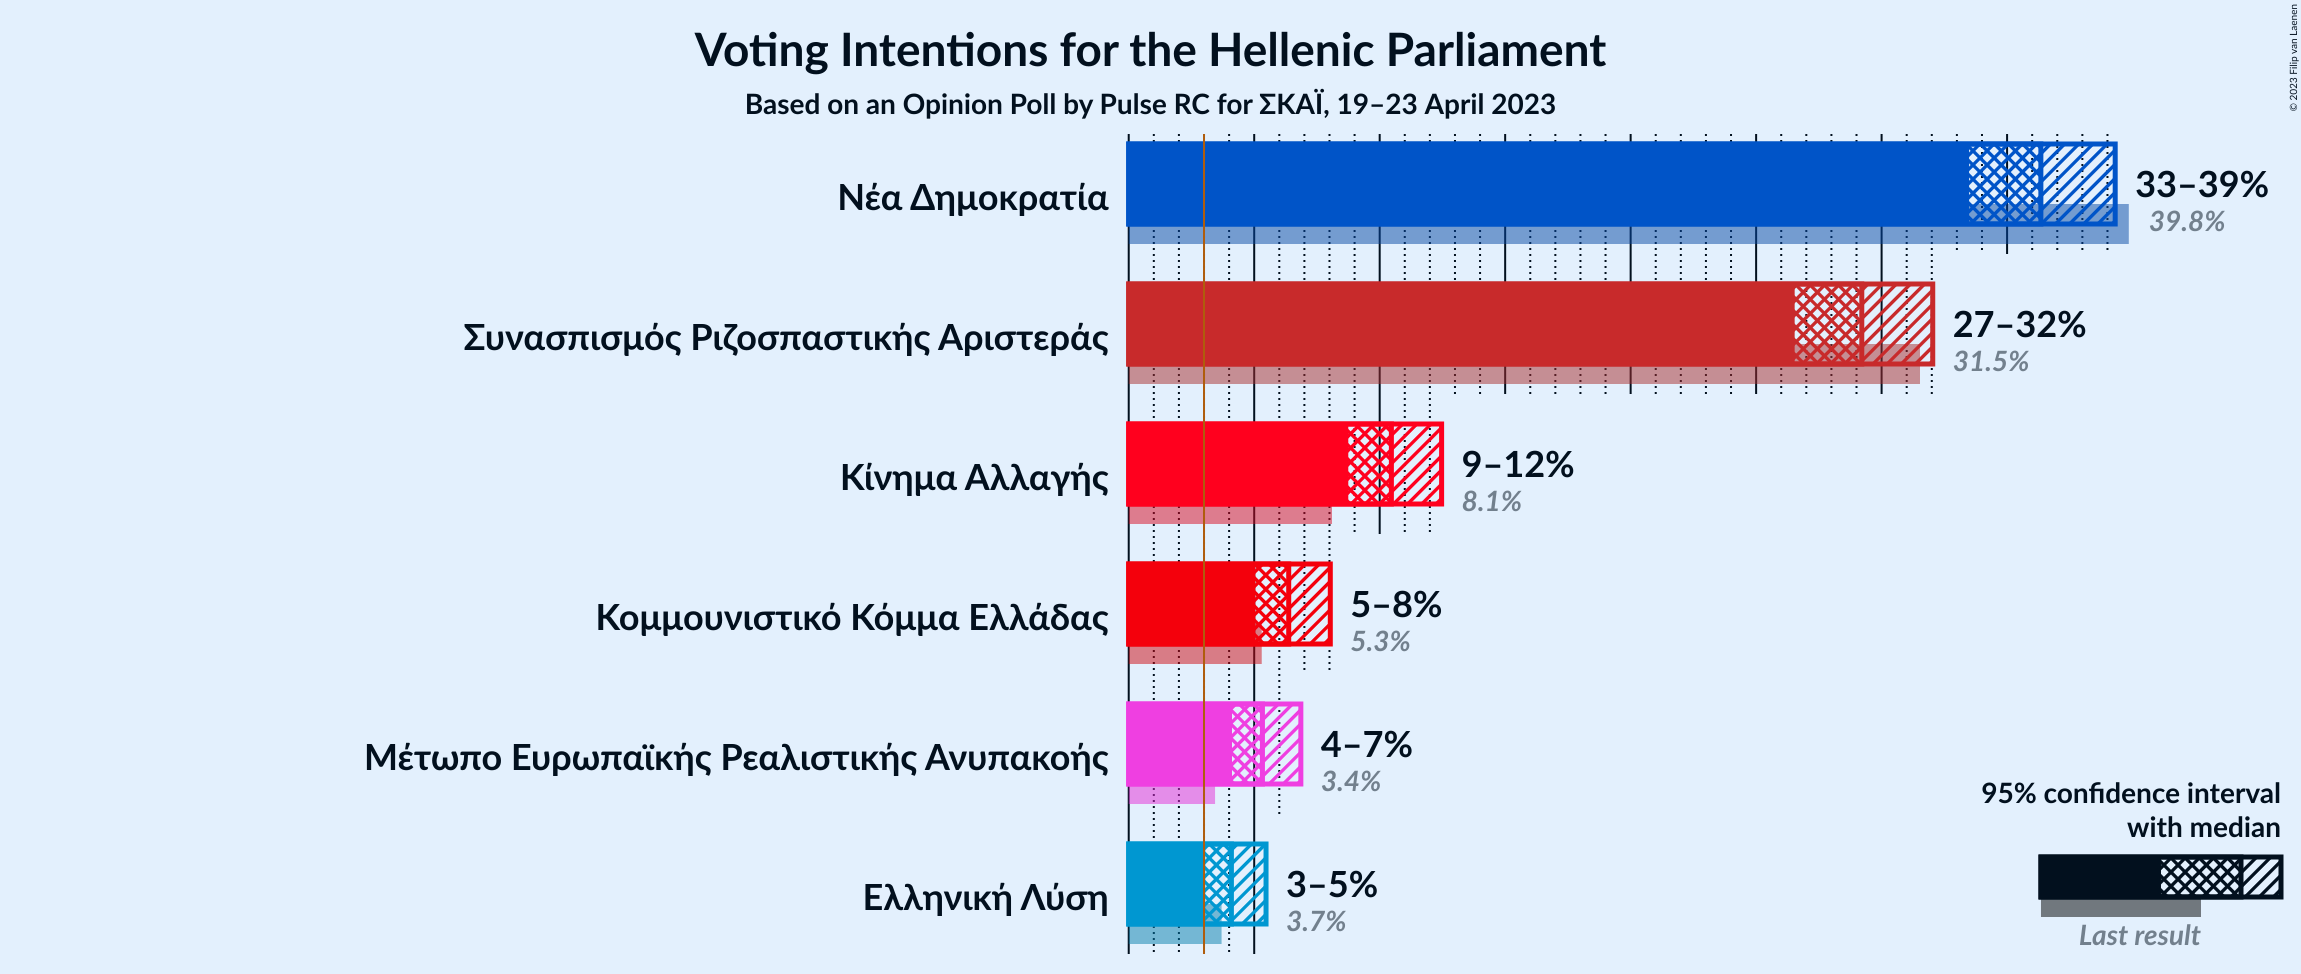 Voting Intentions for the Hellenic Parliament
Based on an Opinion Poll by Pulse RC for ΣΚΑΪ, 19–23 April 2023
© 2023 Filip van Laenen
Νέα Δημοκρατία
33–39%
39.8%
Συνασπισμός Ριζοσπαστικής Αριστεράς
27–32%
31.5%
Κίνημα Αλλαγής
9–12%
8.1%
Κομμουνιστικό Κόμμα Ελλάδας
5–8%
5.3%
Μέτωπο Ευρωπαϊκής Ρεαλιστικής Ανυπακοής
4–7%
3.4%
Ελληνική Λύση
3–5%
3.7%
95% confidence interval
with median
Last result